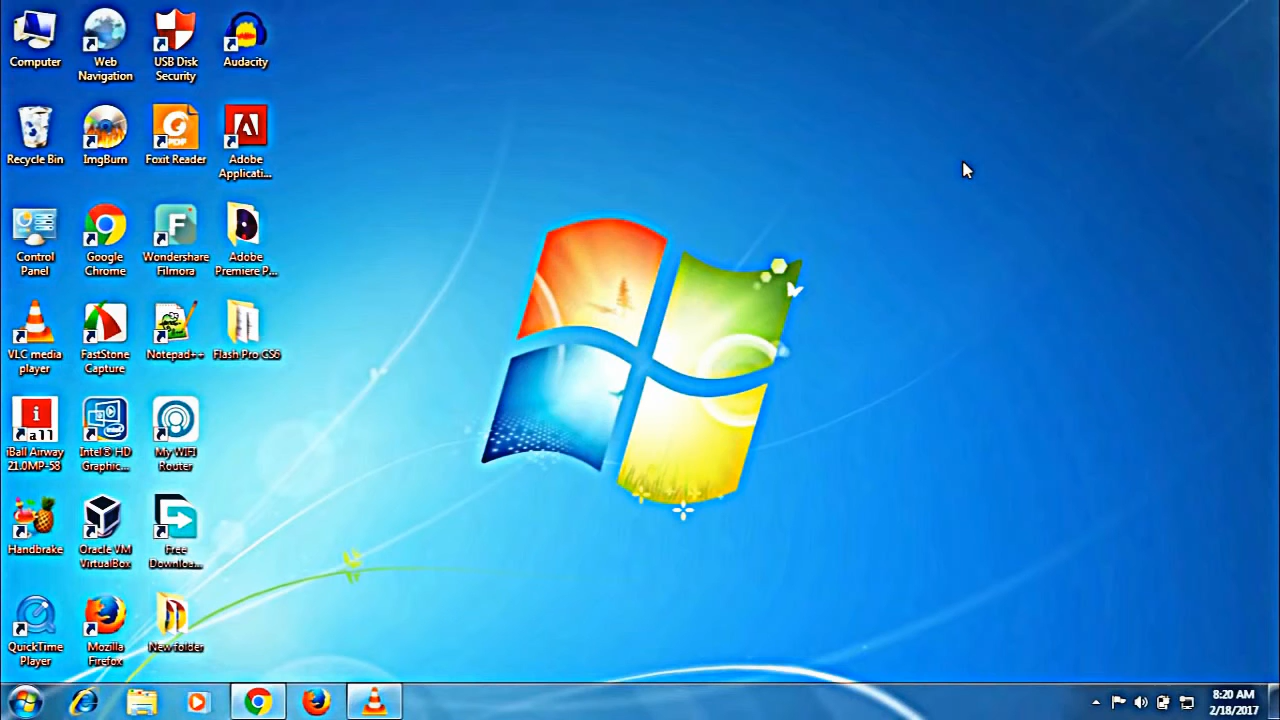 Computer
Web
Navigation
USB Disk
Security
Audacity
Recycle Bin
ImgBurn
PDF
Foxit Reader
Adobe
Applicati...
Control
Panel
Google
Chrome
F
Wondershare
Filmora
Adobe
Premiere P...
VLC media
player
FastStone
Capture
Notepad++
Flash Pro CS6
i
all
iBall Airway
21.0MP-58
Intel® HD
Graphic...
My WIFI
Router
Handbrake
Oracle VM
VirtualBox
Free
Downloa...
QuickTime
Player
Mozilla
Firefox
New folder
8:20 AM
2/18/2017